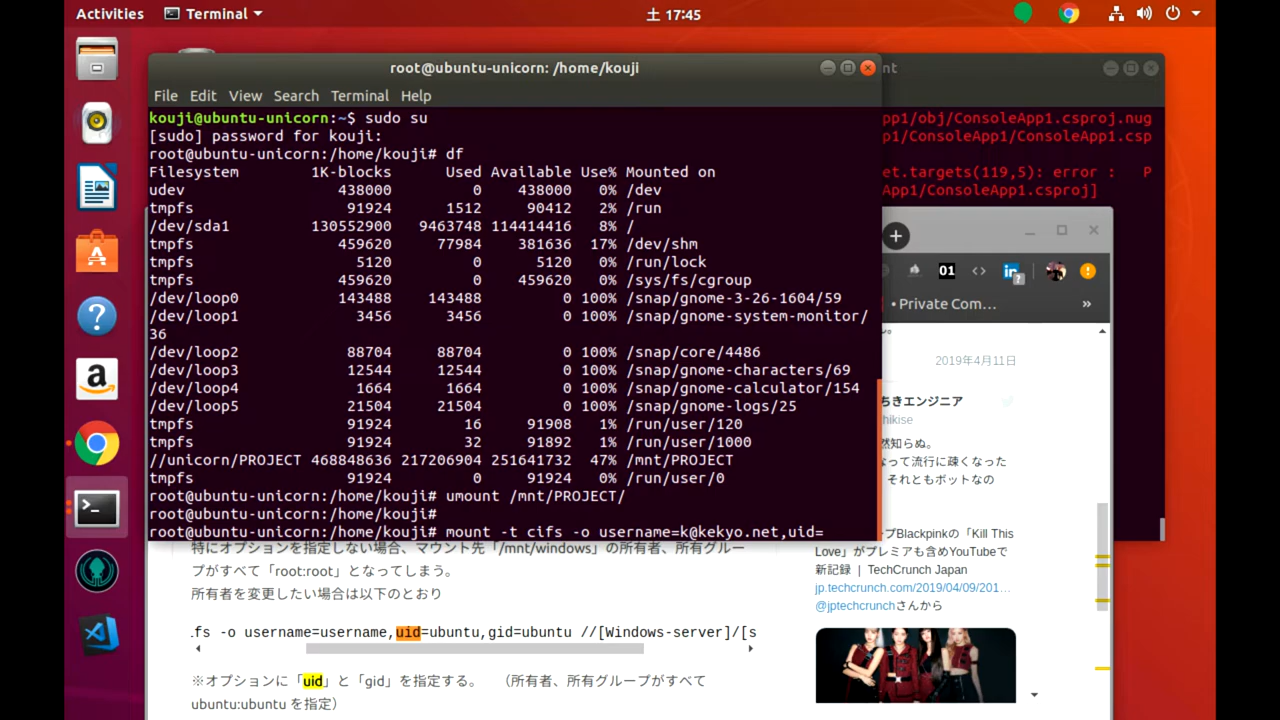 Activities
Terminal
土 17:45
root@ubuntu-unicorn: /home/kouji
nt
File Edit View Search Terminal Help
kouji@ubuntu-unicorn:~$ sudo su
[sudo] password for kouji:
root@ubuntu-unicorn:/home/kouji# df
Filesystem 1K-blocks Used Available Use% Mounted on
udev 438000 0 438000 0% /dev
tmpfs 91924 1512 90412 2% /run
/dev/sda1 130552900 9463748 114414416 8% /
tmpfs 459620 77984 381636 17% /dev/shm
tmpfs 5120 0 5120 0% /run/lock
tmpfs 459620 0 459620 0% /sys/fs/cgroup
/dev/loop0 143488 143488 0 100% /snap/gnome-3-26-1604/59
/dev/loop1 3456 3456 0 100% /snap/gnome-system-monitor/
36
/dev/loop2 88704 88704 0 100% /snap/core/4486
/dev/loop3 12544 12544 0 100% /snap/gnome-characters/69
/dev/loop4 1664 1664 0 100% /snap/gnome-calculator/154
/dev/loop5 21504 21504 0 100% /snap/gnome-logs/25
tmpfs 91924 16 91908 1% /run/user/120
tmpfs 91924 32 91892 1% /run/user/1000
//unicorn/PROJECT 468848636 217206904 251641732 47% /mnt/PROJECT
tmpfs 91924 0 91924 0% /run/user/0
root@ubuntu-unicorn:/home/kouji# umount /mnt/PROJECT/
root@ubuntu-unicorn:/home/kouji#
root@ubuntu-unicorn:/home/kouji# mount -t cifs -o username=k@kekyo.net,uid=
pp1/obj/ConsoleApp1.csproj.nug
p1/ConsoleApp1/ConsoleApp1.csp
et.targets(119,5): error : P
App1/ConsoleApp1.csproj]
01
• Private Com…
»
2019年4月11日
ちきエンジニア
hikise
然知らぬ。
なって流行に疎くなった
それともボットなの
プBlackpinkの「Kill This
Love」がプレミアも含めYouTubeで
新記録 | TechCrunch Japan
jp.techcrunch.com/2019/04/09/201…
@jptechcrunchさんから
特にオプションを指定しない場合、マウント先「/mnt/windows」の所有者、所有グルー
プがすべて「root:root」となってしまう。
所有者を変更したい場合は以下のとおり
ifs -o username=username,uid=ubuntu,gid=ubuntu //[Windows-server]/[s
※オプションに「uid」と「gid」を指定する。 （所有者、所有グループがすべて
ubuntu:ubuntu を指定）